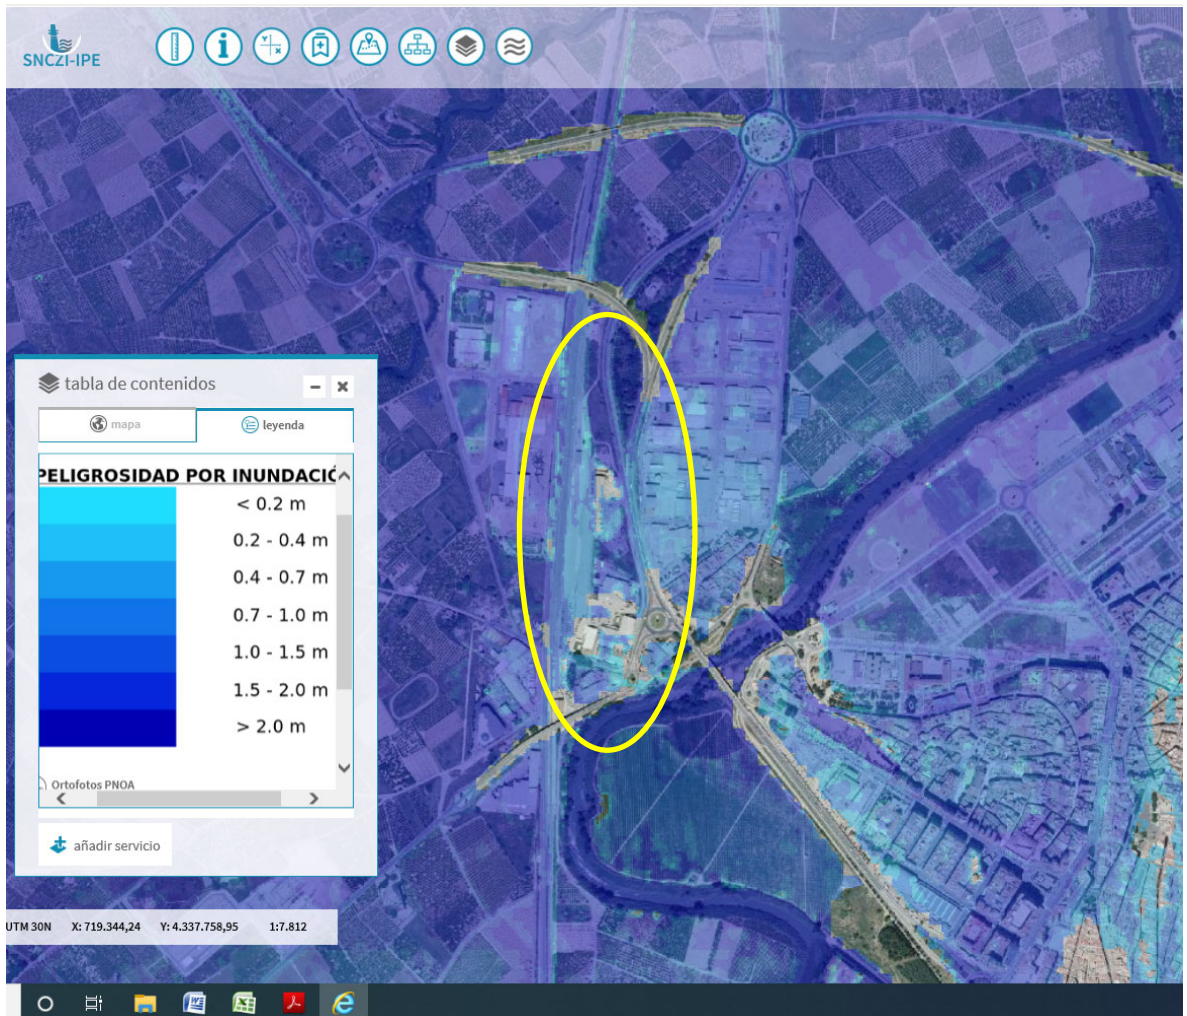 SNCZI-IPE
tabla de contenidos
mapa
leyenda
PELIGROSIDAD POR INUNDACIÓ
< 0.2 m
0.2 - 0.4 m
0.4 - 0.7 m
0.7 - 1.0 m
1.0 - 1.5 m
1.5 - 2.0 m
> 2.0 m
Ortofotos PNOA
añadir servicio
UTM 30N X: 719.344,24 Y: 4.337.758,95 1:7.812